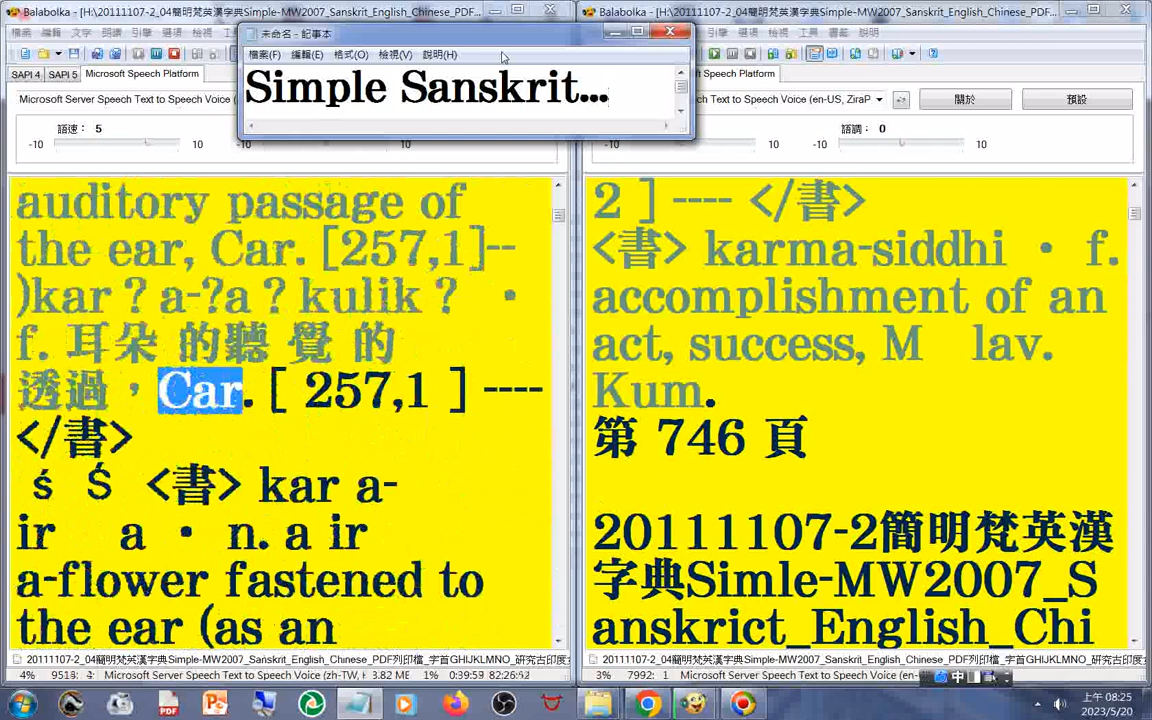 Balabolka - [H:\20111107-2_04簡明梵英漢字典Simple-MW2007_Sanskrit_English_Chinese_PDF...
Balabolka - [H:\20111107-2_04簡明梵英漢字典Simple-MW2007_Sanskrit_English_Chinese_PDF...
未命名 - 記事本
檔案(F) 編輯(E) 格式(O) 檢視(V) 說明(H)
Simple Sanskrit...
SAPI 4 SAPI 5 Microsoft Speech Platform
t Speech Platform
Microsoft Server Speech Text to Speech Voice
ech Text to Speech Voice (en-US, ZiraP
關於
預設
語速： 5
語調： 0
-10 10
10
-10 10
auditory passage of
the ear, Car. [257,1]--
)kar ? a-?a ? kulik ? •
f. 耳朵 的聽 覺 的
透過，Car. [ 257,1 ] ----
</書>
ś Ś <書> kar a-
ir a • n. a ir
a-flower fastened to
the ear (as an
2 ] ---- </書>
<書> karma-siddhi • f.
accomplishment of an
act, success, M lav.
Kum.
第 746 頁
20111107-2簡明梵英漢
字典Simle-MW2007_S
anskrict_English_Chi
20111107-2_04簡明梵英漢字典Simple-MW2007_Sanskrit_English_Chinese_PDF列印檔_字首GHIJKLMNO_研究古印度
20111107-2_04簡明梵英漢字典Simple-MW2007_Sanskrit_English_Chinese_PDF列印檔_字首GHIJKLMNO_研究古印度
4% 3.82 MB 1% Microsoft Server Speech Text to Speech Voice (zh-TW,
3% 7992: 1 Microsoft Server Speech Text to Speech Voice (en-
中
上午 08:25
2023/5/20